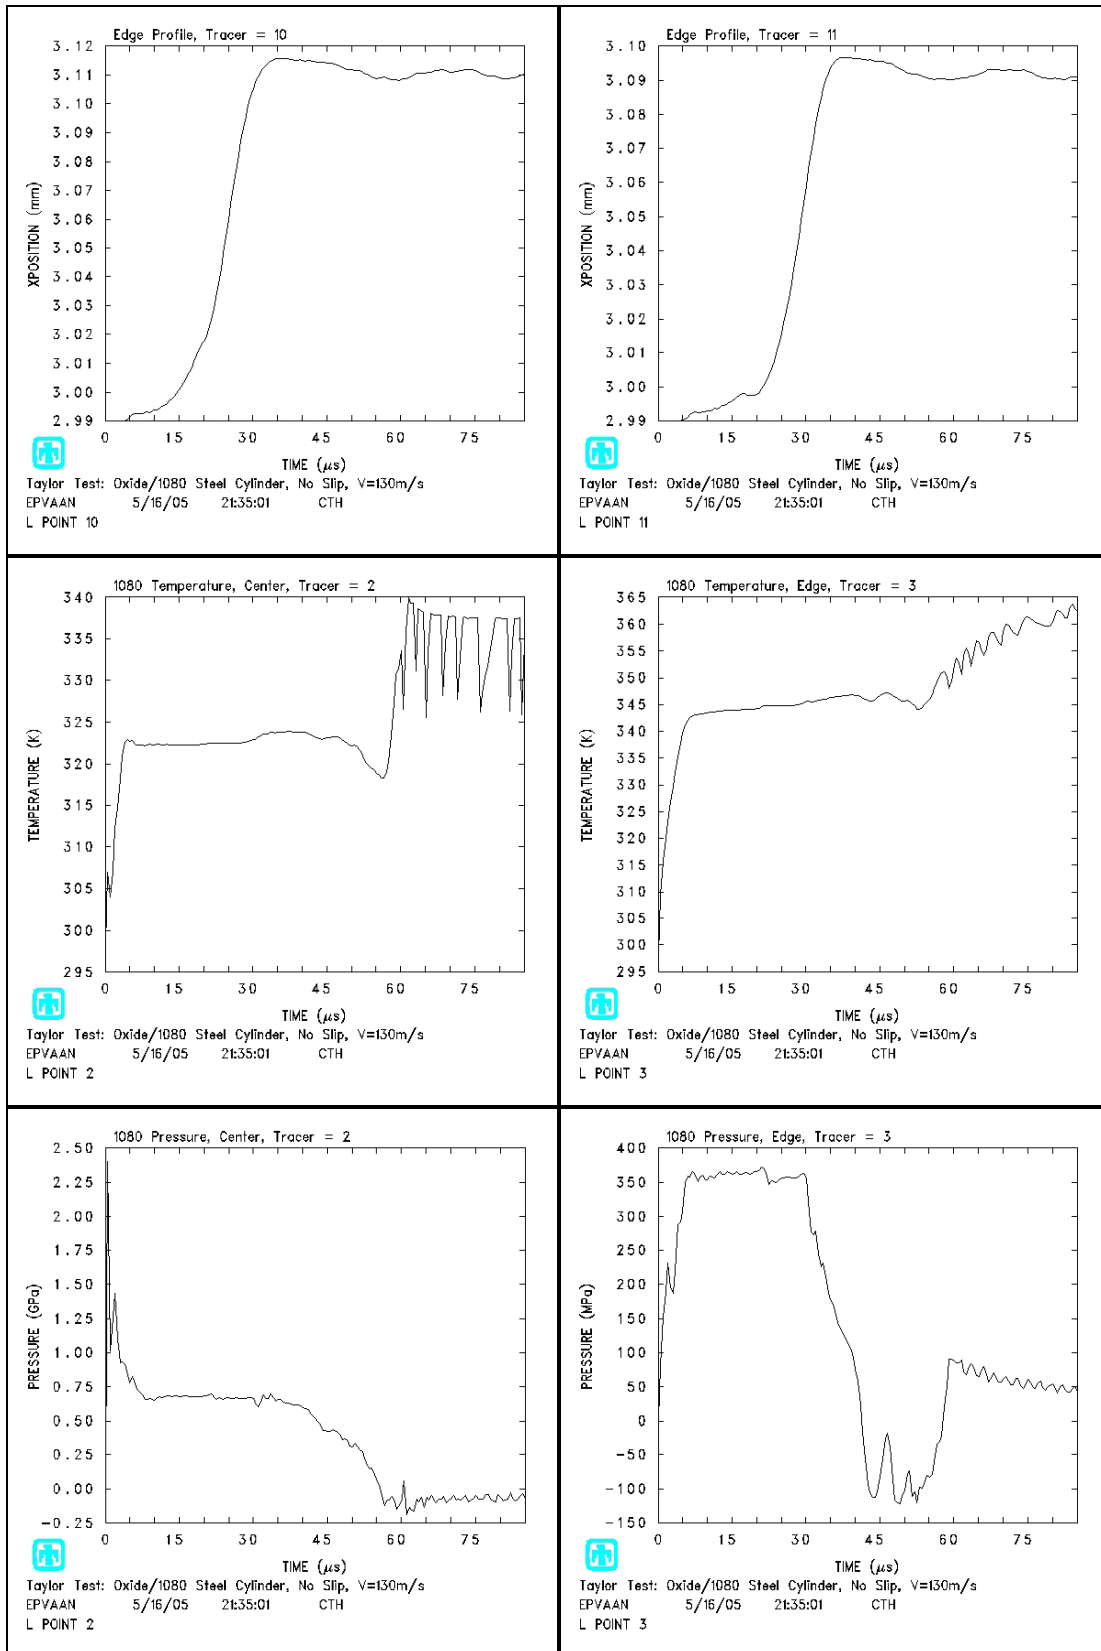 Edge Profile, Tracer = 10
3.12
3.11
3.10
3.09
3.08
3.07
3.06
3.05
3.04
3.03
3.02
3.01
3.00
2.99
XPOSITION (mm)
0 15 30 45 60 75
TIME (μs)
Taylor Test: Oxide/1080 Steel Cylinder, No Slip, V=130m/s
EPVAAN 5/16/05 21:35:01 CTH
L POINT 10
Edge Profile, Tracer = 11
3.10
3.09
3.08
3.07
3.06
3.05
3.04
3.03
3.02
3.01
3.00
2.99
XPOSITION (mm)
0 15 30 45 60 75
TIME (μs)
Taylor Test: Oxide/1080 Steel Cylinder, No Slip, V=130m/s
EPVAAN 5/16/05 21:35:01 CTH
L POINT 11
1080 Temperature, Center, Tracer = 2
340
335
330
325
320
315
310
305
300
295
TEMPERATURE (K)
0 15 30 45 60 75
TIME (μs)
Taylor Test: Oxide/1080 Steel Cylinder, No Slip, V=130m/s
EPVAAN 5/16/05 21:35:01 CTH
L POINT 2
1080 Temperature, Edge, Tracer = 3
365
360
355
350
345
340
335
330
325
320
315
310
305
300
295
TEMPERATURE (K)
0 15 30 45 60 75
TIME (μs)
Taylor Test: Oxide/1080 Steel Cylinder, No Slip, V=130m/s
EPVAAN 5/16/05 21:35:01 CTH
L POINT 3
1080 Pressure, Center, Tracer = 2
2.50
2.25
2.00
1.75
1.50
1.25
1.00
0.75
0.50
0.25
0.00
-0.25
PRESSURE (GPa)
0 15 30 45 60 75
TIME (μs)
Taylor Test: Oxide/1080 Steel Cylinder, No Slip, V=130m/s
EPVAAN 5/16/05 21:35:01 CTH
L POINT 2
1080 Pressure, Edge, Tracer = 3
400
350
300
250
200
150
100
50
0
-50
-100
-150
PRESSURE (MPa)
0 15 30 45 60 75
TIME (μs)
Taylor Test: Oxide/1080 Steel Cylinder, No Slip, V=130m/s
EPVAAN 5/16/05 21:35:01 CTH
L POINT 3